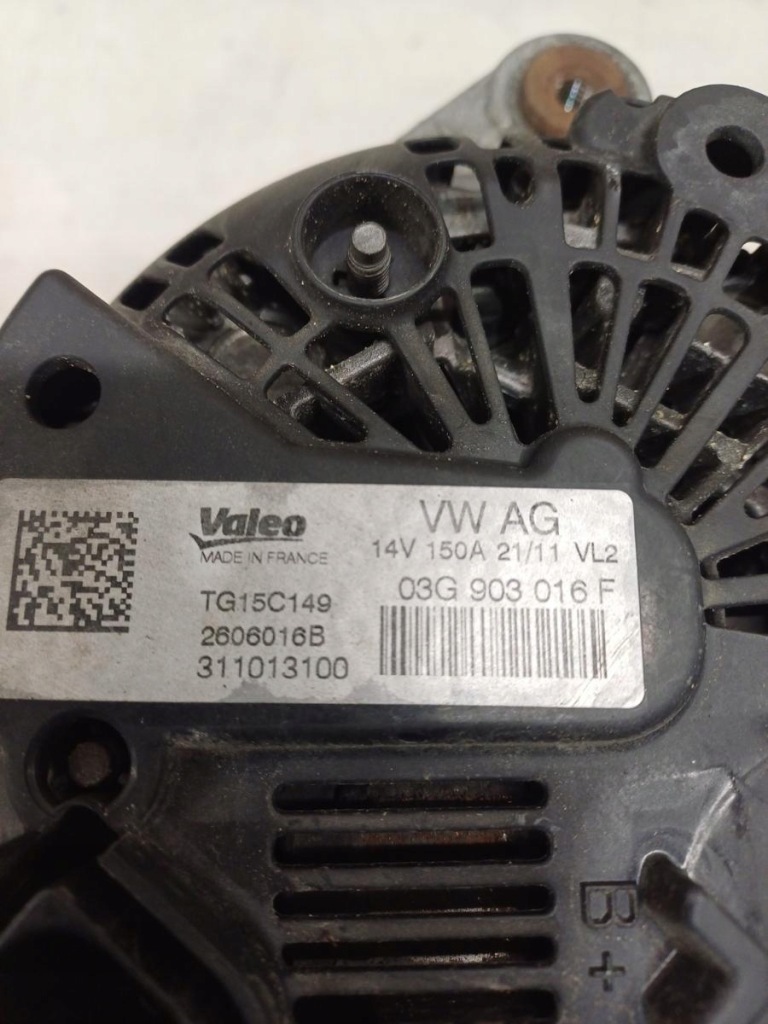 Valeo
MADE IN FRANCE
TG15C149
2606016B
311013100
VW AG
14V 150A 21/11 VL2
03G 903 016 F
B+